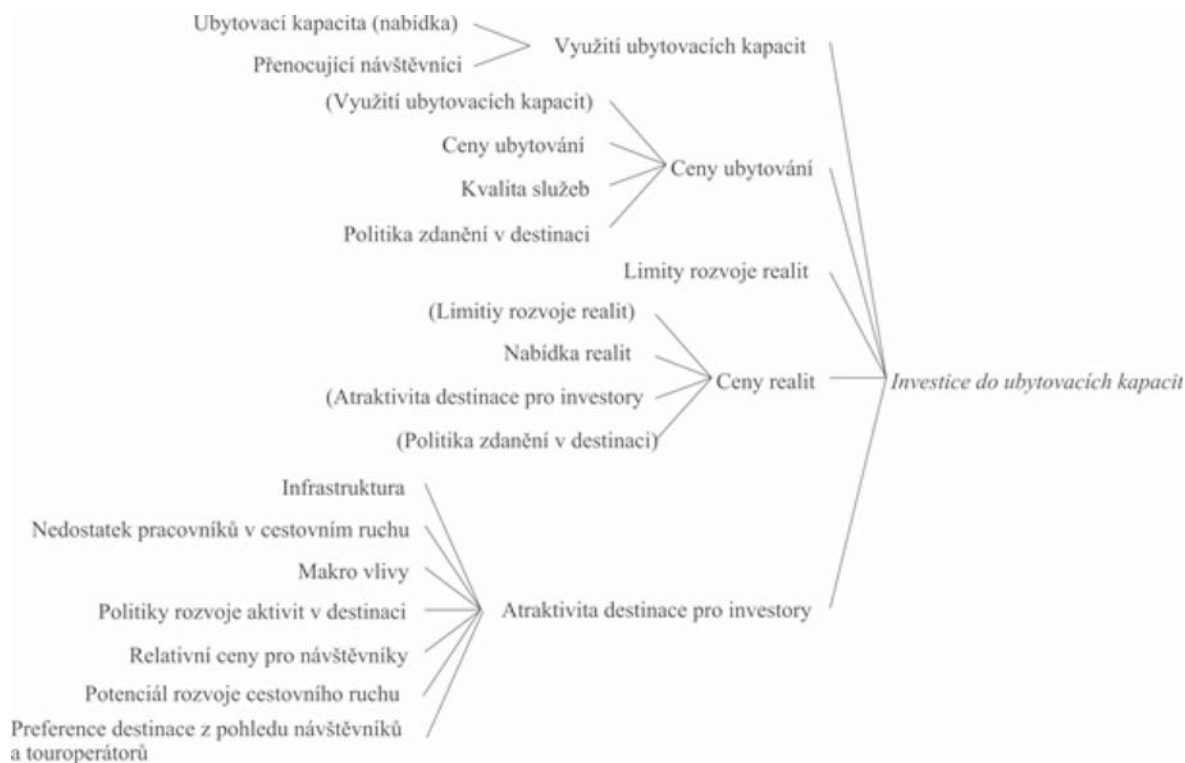 Ubytovací kapacita (nabídka)
Využití ubytovacích kapacit
Přenocující návštěvníci
(Využití ubytovacích kapacit)
Ceny ubytování
Ceny ubytování
Kvalita služeb
Politika zdanění v destinaci
Limity rozvoje realit
(Limitiy rozvoje realit)
Nabídka realit
Ceny realit
Investice do ubytovacích kapacit
(Atraktivita destinace pro investory
(Politika zdanění v destinaci)
Infrastruktura
Nedostatek pracovníků v cestovním ruchu
Makro vlivy
Politiky rozvoje aktivit v destinaci
Atraktivita destinace pro investory
Relativní ceny pro návštěvníky
Potenciál rozvoje cestovního ruchu
Preference destinace z pohledu návštěvníků
a touroperátorů